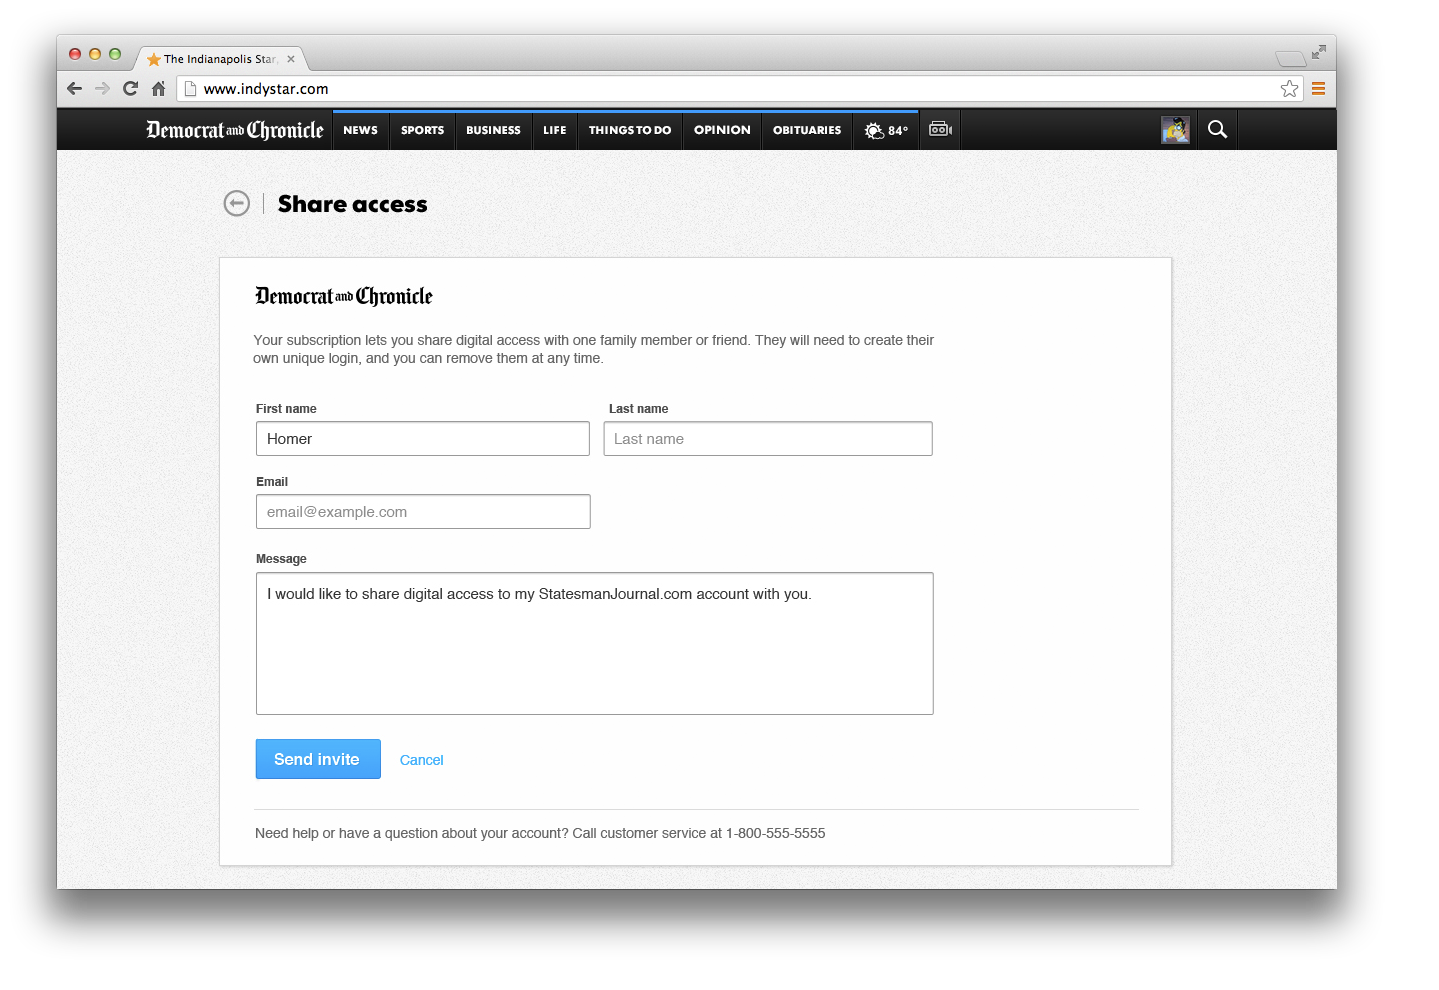 The Indianapolis Star,
www.indystar.com
Democrat and Chronicle NEWS SPORTS BUSINESS LIFE THINGS TO DO OPINION OBITUARIES 84°
Share access
Democrat and Chronicle
Your subscription lets you share digital access with one family member or friend. They will need to create their
own unique login, and you can remove them at any time.
First name Last name
Homer Last name
Email
email@example.com
Message
I would like to share digital access to my StatesmanJournal.com account with you.
Send invite Cancel
Need help or have a question about your account? Call customer service at 1-800-555-5555